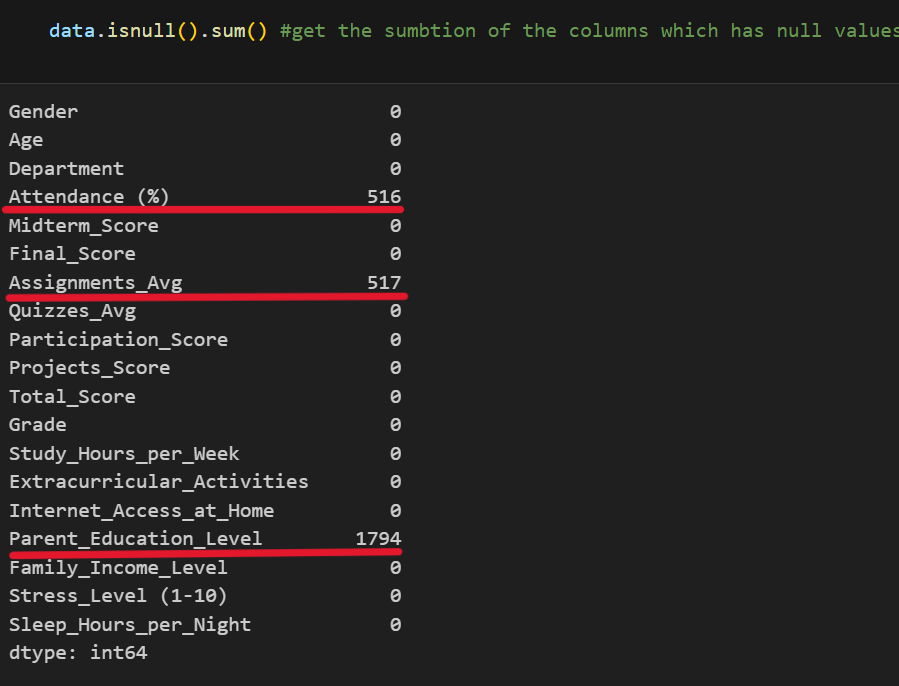 data.isnull().sum() #get the sumbtion of the columns which has null values
Gender 0
Age 0
Department 0
Attendance (%) 516
Midterm_Score 0
Final_Score 0
Assignments_Avg 517
Quizzes_Avg 0
Participation_Score 0
Projects_Score 0
Total_Score 0
Grade 0
Study_Hours_per_Week 0
Extracurricular_Activities 0
Internet_Access_at_Home 0
Parent_Education_Level 1794
Family_Income_Level 0
Stress_Level (1-10) 0
Sleep_Hours_per_Night 0
dtype: int64